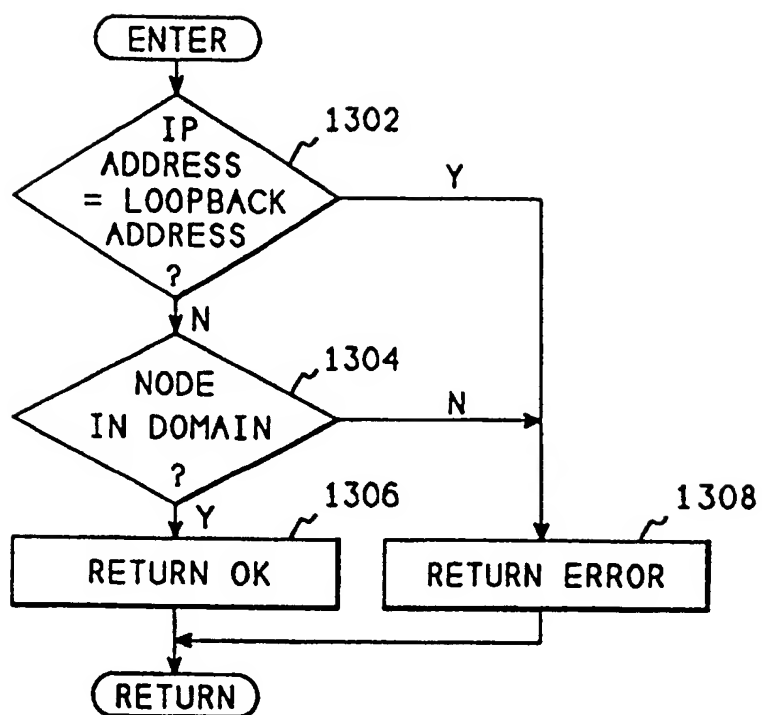 ENTER
1302
IP
ADDRESS
= LOOPBACK
ADDRESS
?
Y
N
1304
NODE
IN DOMAIN
?
N
Y
1306
1308
RETURN OK
RETURN ERROR
RETURN